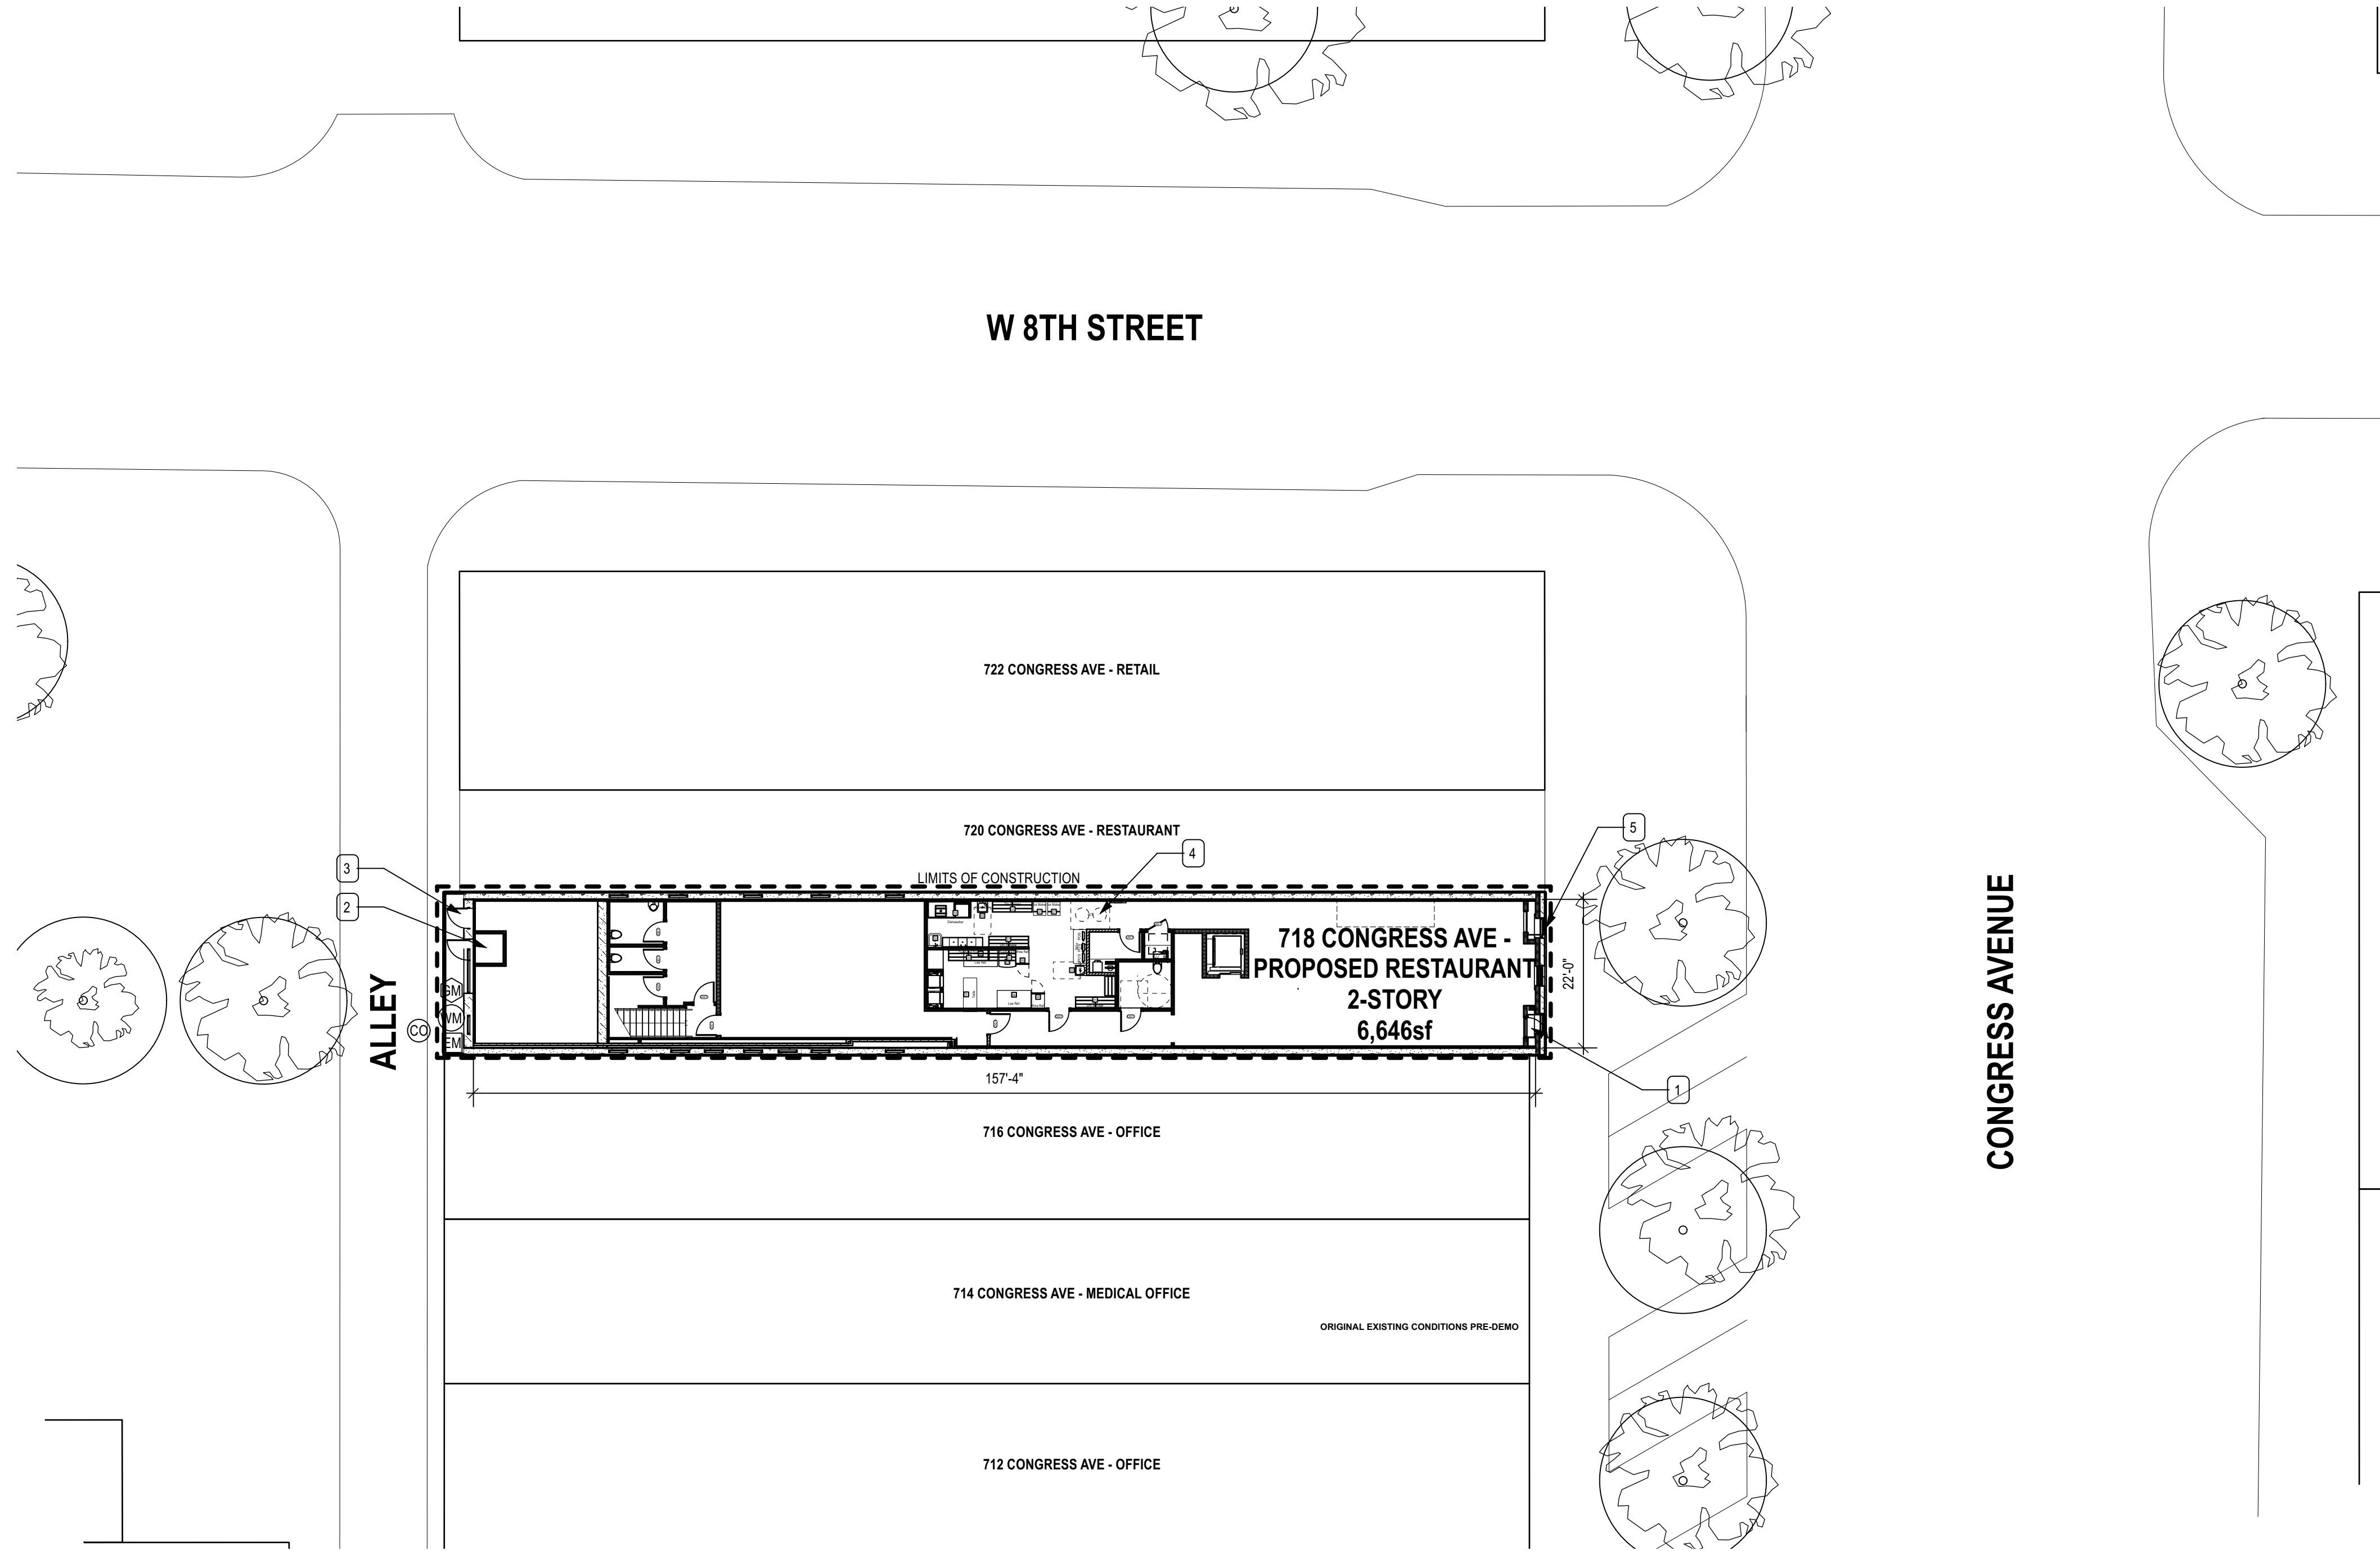 W 8TH STREET
722 CONGRESS AVE - RETAIL
720 CONGRESS AVE - RESTAURANT
5
4
3
LIMITS OF CONSTRUCTION
2
718 CONGRESS AVE -
PROPOSED RESTAURANT
2-STORY
6,646sf
22'-0"
GM
WM
CO
EM
ALLEY
CONGRESS AVENUE
157'-4"
1
716 CONGRESS AVE - OFFICE
714 CONGRESS AVE - MEDICAL OFFICE
ORIGINAL EXISTING CONDITIONS PRE-DEMO
712 CONGRESS AVE - OFFICE